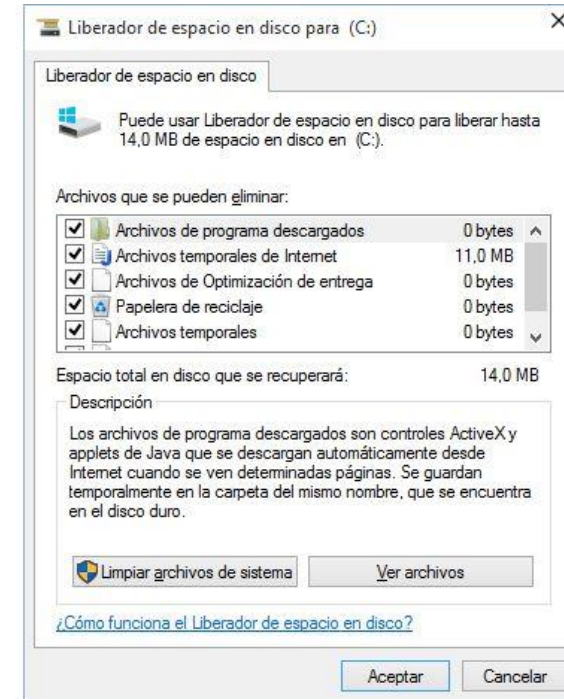 Liberador de espacio en disco para  (C:)
Liberador de espacio en disco
Puede usar Liberador de espacio en disco para liberar hasta
14,0 MB de espacio en disco en  (C:).
Archivos que se pueden eliminar:
Archivos de programa descargados 0 bytes
Archivos temporales de Internet 11,0 MB
Archivos de Optimización de entrega 0 bytes
Papelera de reciclaje 0 bytes
Archivos temporales 0 bytes
Espacio total en disco que se recuperará: 14,0 MB
Descripción
Los archivos de programa descargados son controles ActiveX y
applets de Java que se descargan automáticamente desde
Internet cuando se ven determinadas páginas. Se guardan
temporalmente en la carpeta del mismo nombre, que se encuentra
en el disco duro.
Limpiar archivos de sistema Ver archivos
¿Cómo funciona el Liberador de espacio en disco?
Aceptar Cancelar